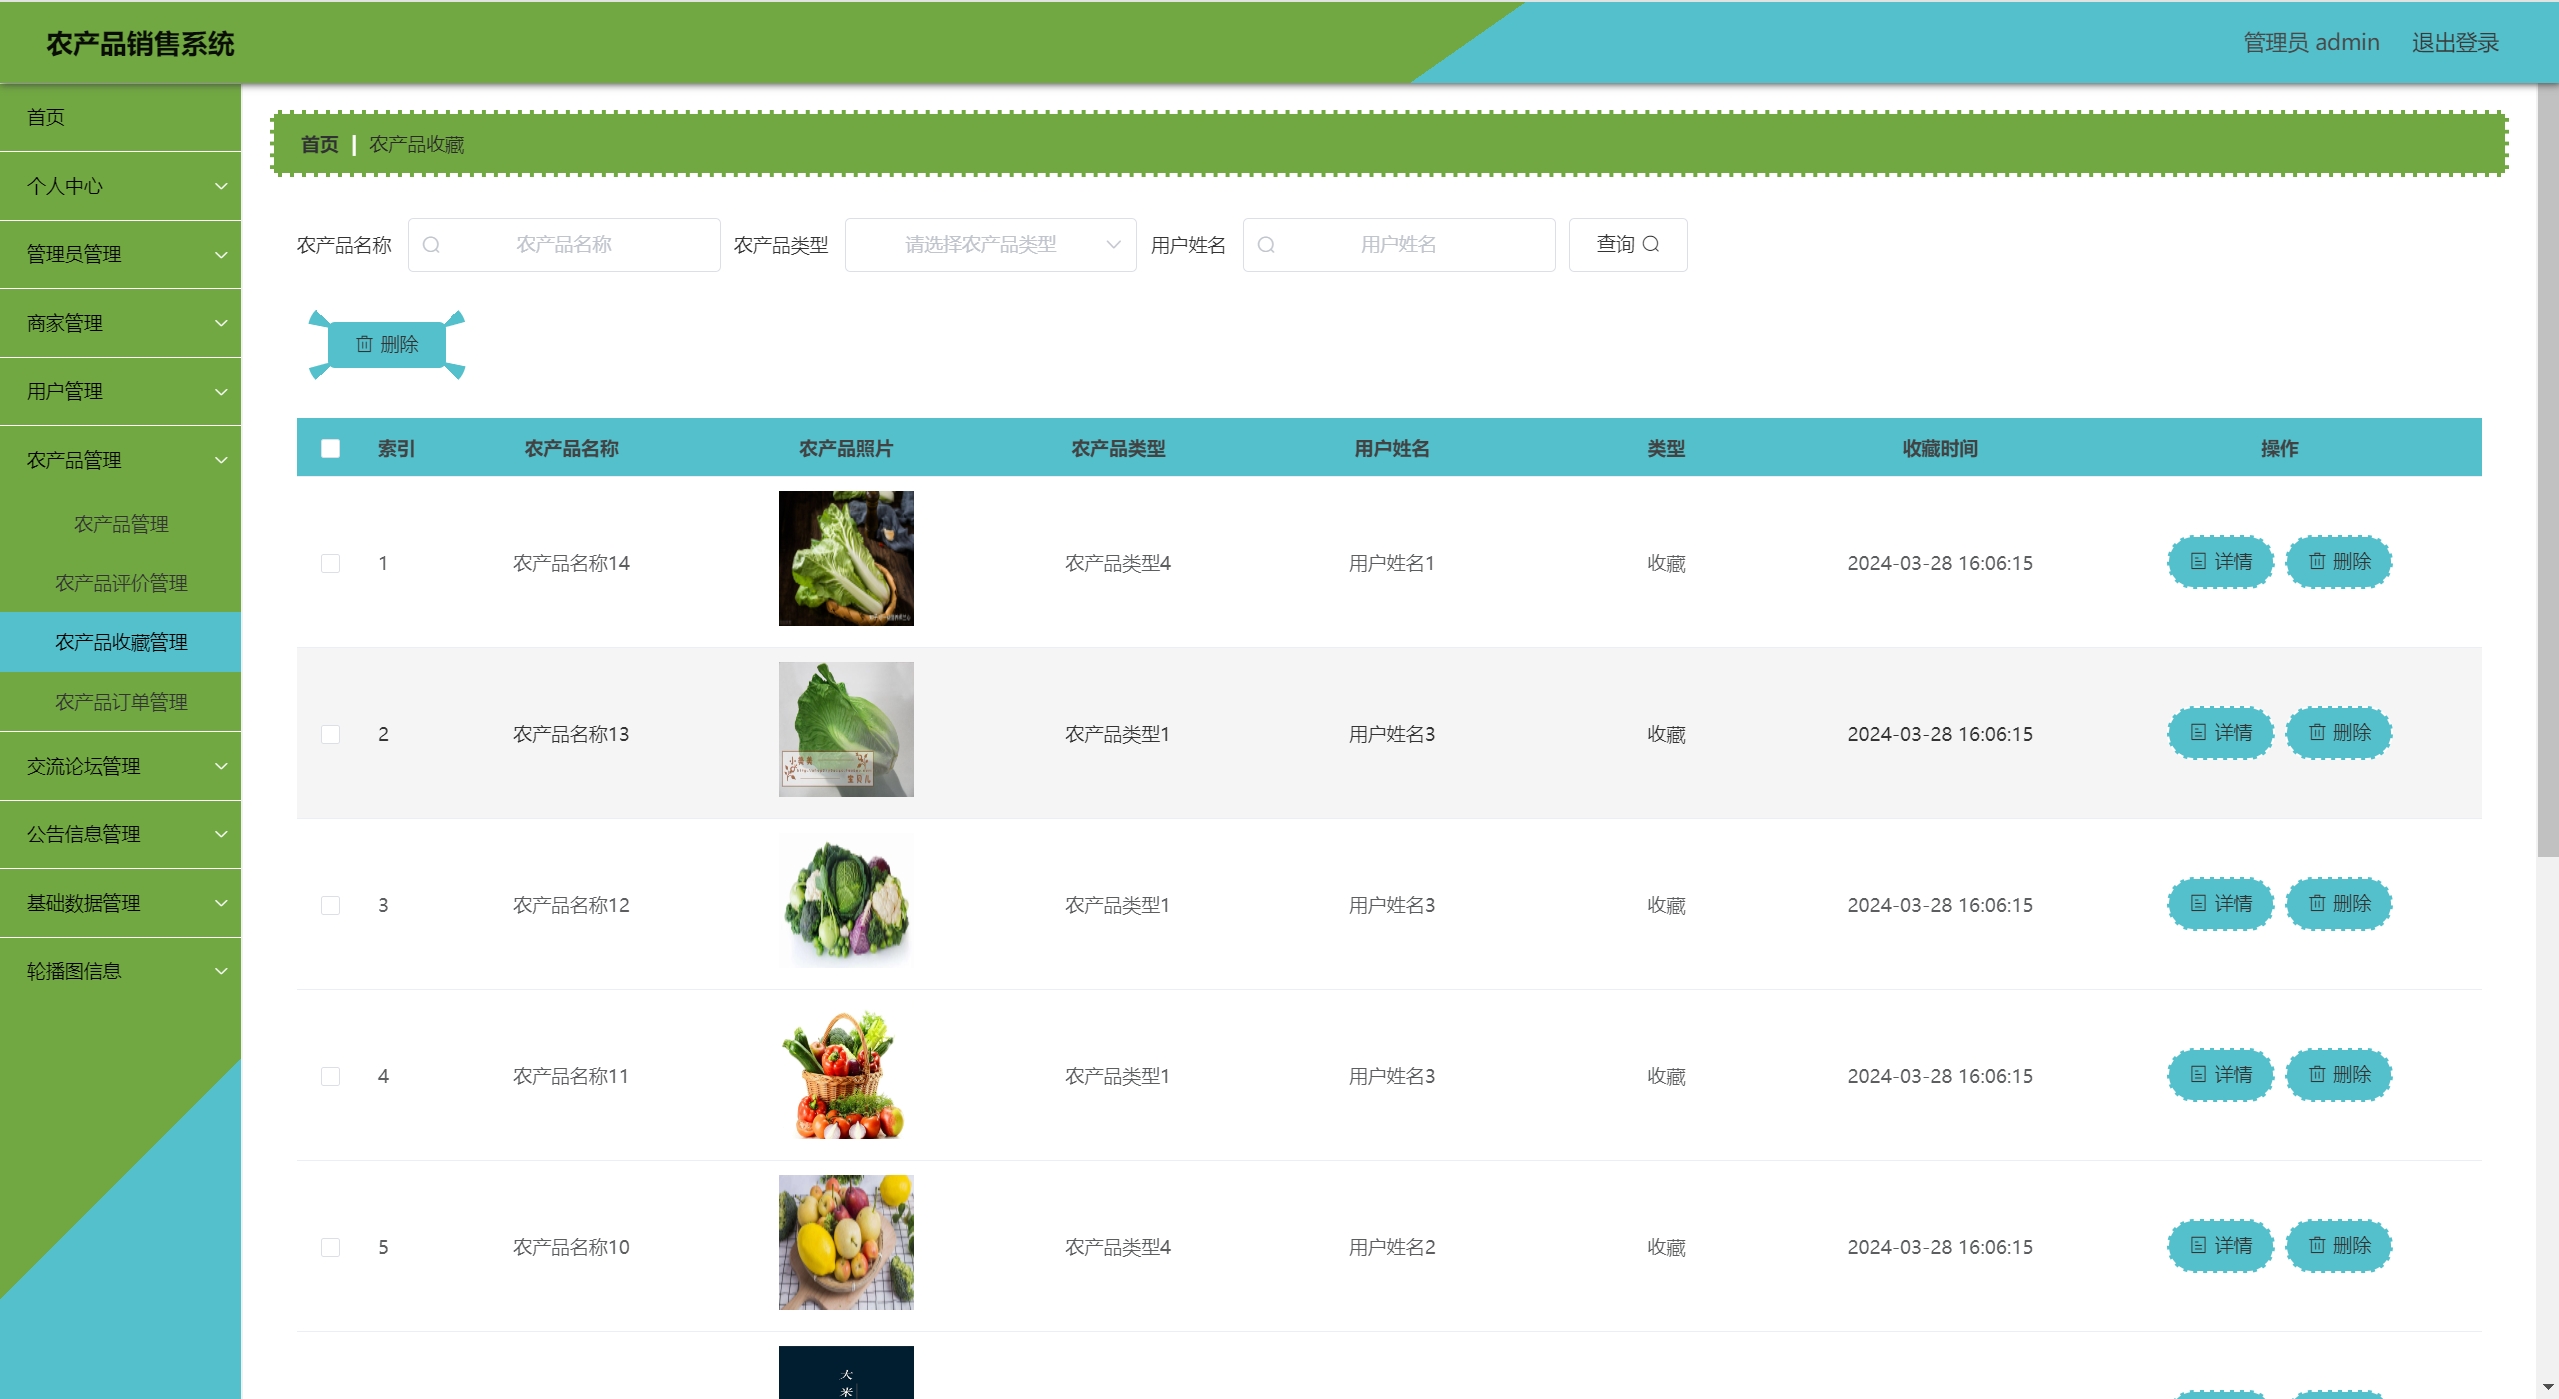 农产品销售系统
管理员 admin 退出登录
首页
个人中心
管理员管理
商家管理
用户管理
农产品管理
农产品管理
农产品评价管理
农产品收藏管理
农产品订单管理
交流论坛管理
公告信息管理
基础数据管理
轮播图信息
首页 | 农产品收藏
农产品名称 农产品名称 农产品类型 请选择农产品类型 用户姓名 用户姓名 查询
删除
索引 农产品名称 农产品照片 农产品类型 用户姓名 类型 收藏时间 操作
1 农产品名称14 农产品类型4 用户姓名1 收藏 2024-03-28 16:06:15 详情 删除
2 农产品名称13 农产品类型1 用户姓名3 收藏 2024-03-28 16:06:15 详情 删除
宝贝儿
3 农产品名称12 农产品类型1 用户姓名3 收藏 2024-03-28 16:06:15 详情 删除
4 农产品名称11 农产品类型1 用户姓名3 收藏 2024-03-28 16:06:15 详情 删除
5 农产品名称10 农产品类型4 用户姓名2 收藏 2024-03-28 16:06:15 详情 删除
大米